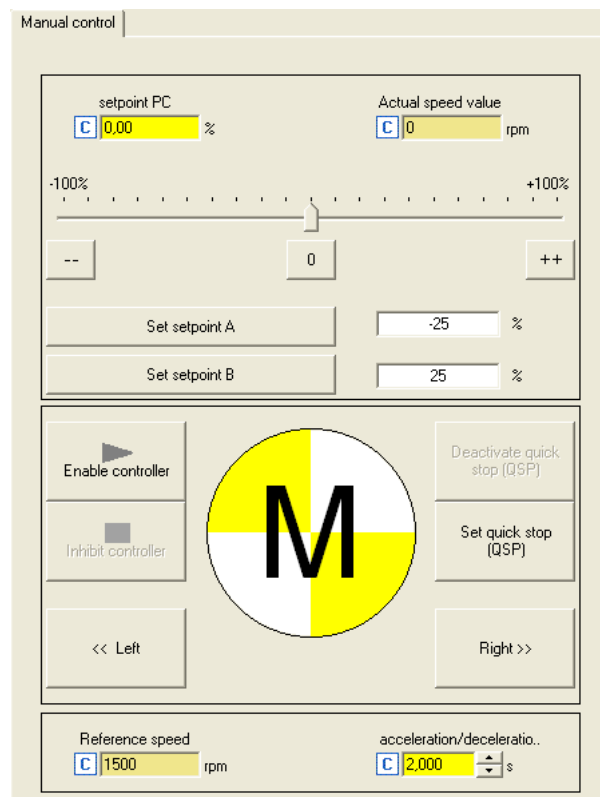 Manual control
setpoint PC
Actual speed value
C 0,00 %
C 0 rpm
-100%
+100%
--
0
++
Set setpoint A
-25 %
Set setpoint B
25 %
Enable controller
Deactivate quick
stop (QSP)
M
Inhibit controller
Set quick stop
(QSP)
<< Left
Right >>
Reference speed
acceleration/deceleratio..
C 1500 rpm
C 2,000 s